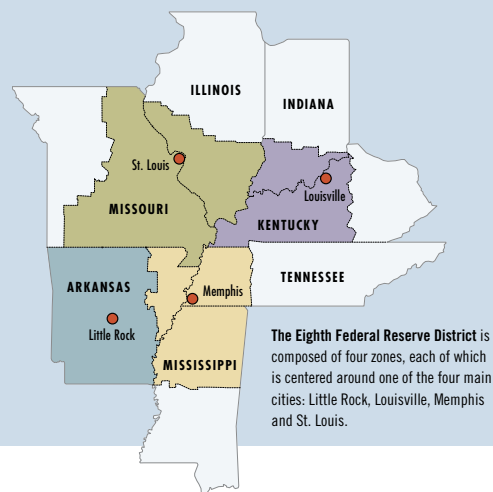 ILLINOIS
INDIANA
St. Louis
Louisville
MISSOURI
KENTUCKY
TENNESSEE
ARKANSAS
Memphis
Little Rock
MISSISSIPPI
The Eighth Federal Reserve District is
composed of four zones, each of which
is centered around one of the four main
cities: Little Rock, Louisville, Memphis
and St. Louis.